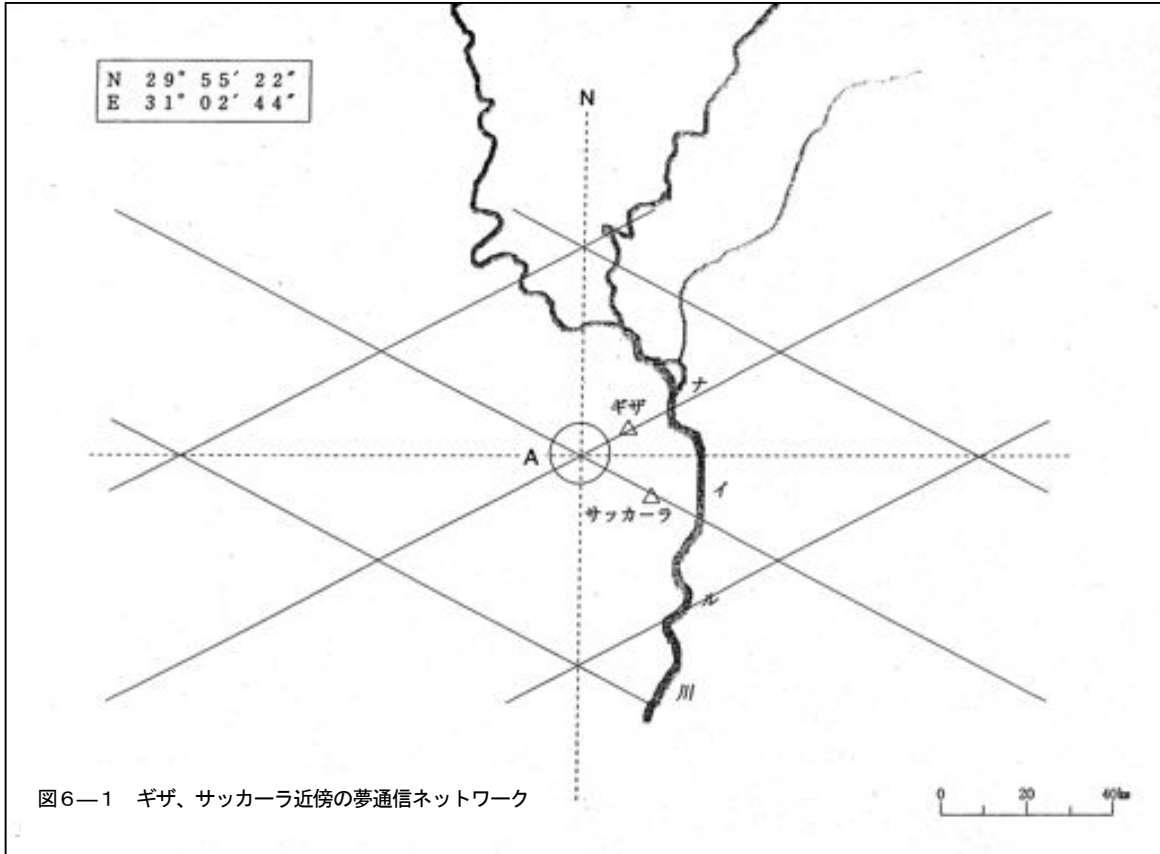 N 29° 55′ 22″
E 31° 02′ 44″
N
ナ
ギザ
A
イ
サッカーラ
ル
川
図6―1 ギザ、サッカーラ近傍の夢通信ネットワーク
0 20 40㎞